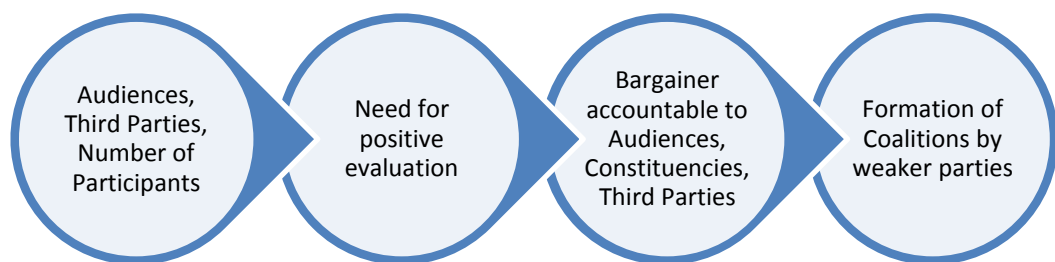 Audiences,
Third Parties,
Number of
Participants
Need for
positive
evaluation
Bargainer
accountable to
Audiences,
Constituencies,
Third Parties
Formation of
Coalitions by
weaker parties